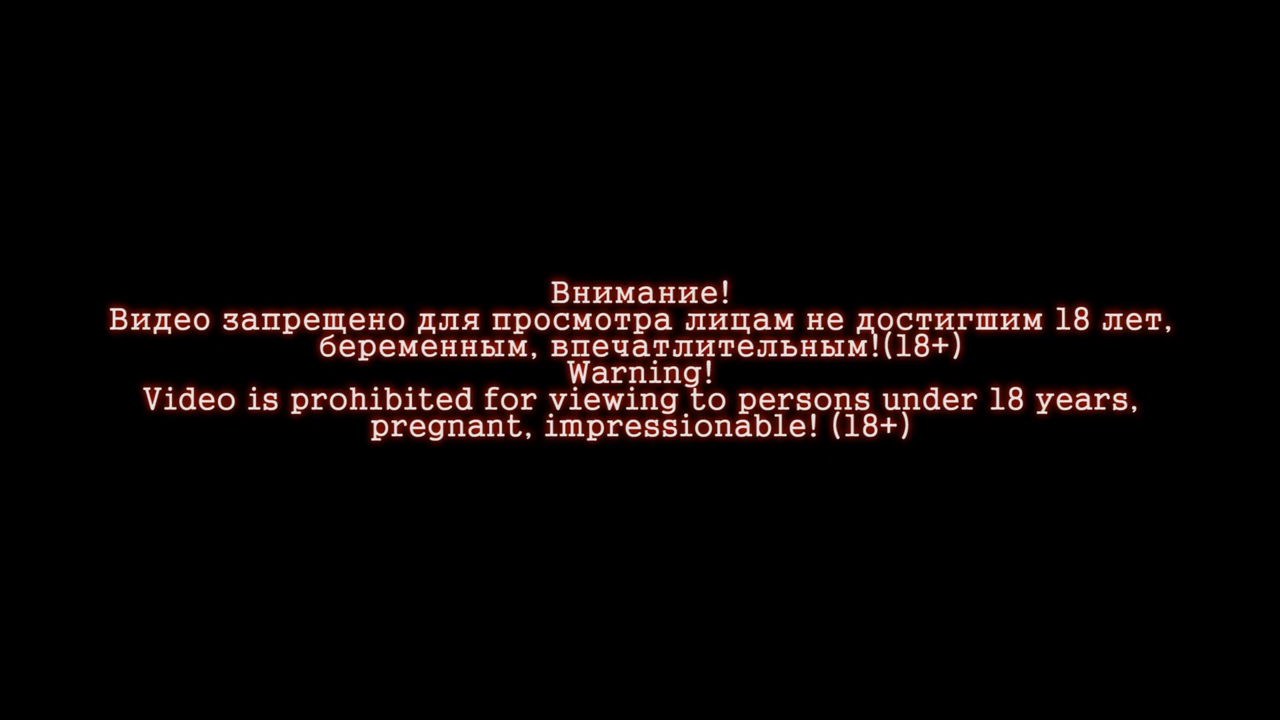 Внимание!
Видео запрещено для просмотра лицам не достигшим 18 лет,
беременным, впечатлительным!(18+)
Warning!
Video is prohibited for viewing to persons under 18 years,
pregnant, impressionable! (18+)